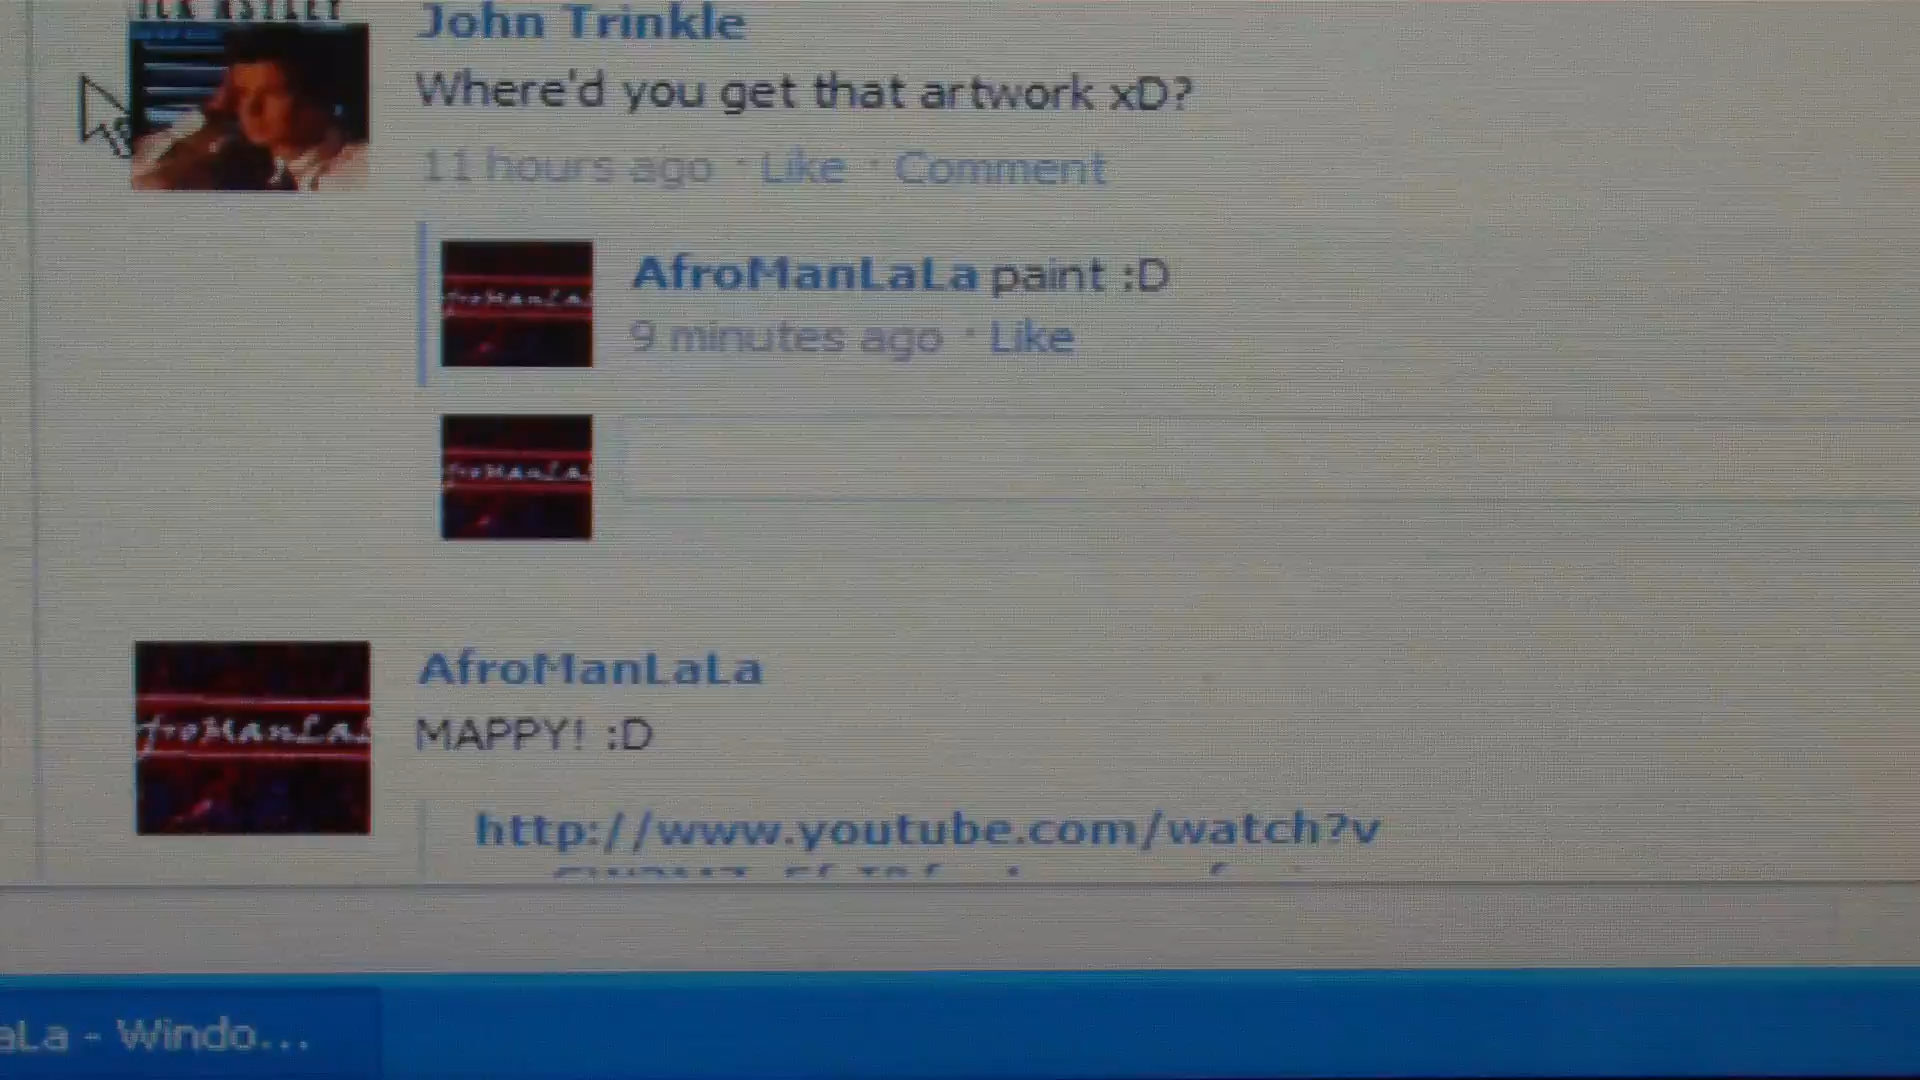 John Trinkle
Where'd you get that artwork xD?
11 hours ago · Like · Comment
AfroManLaLa paint :D
9 minutes ago · Like
AfroManLaLa
MAPPY! :D
http://www.youtube.com/watch?v
aLa - Windo...